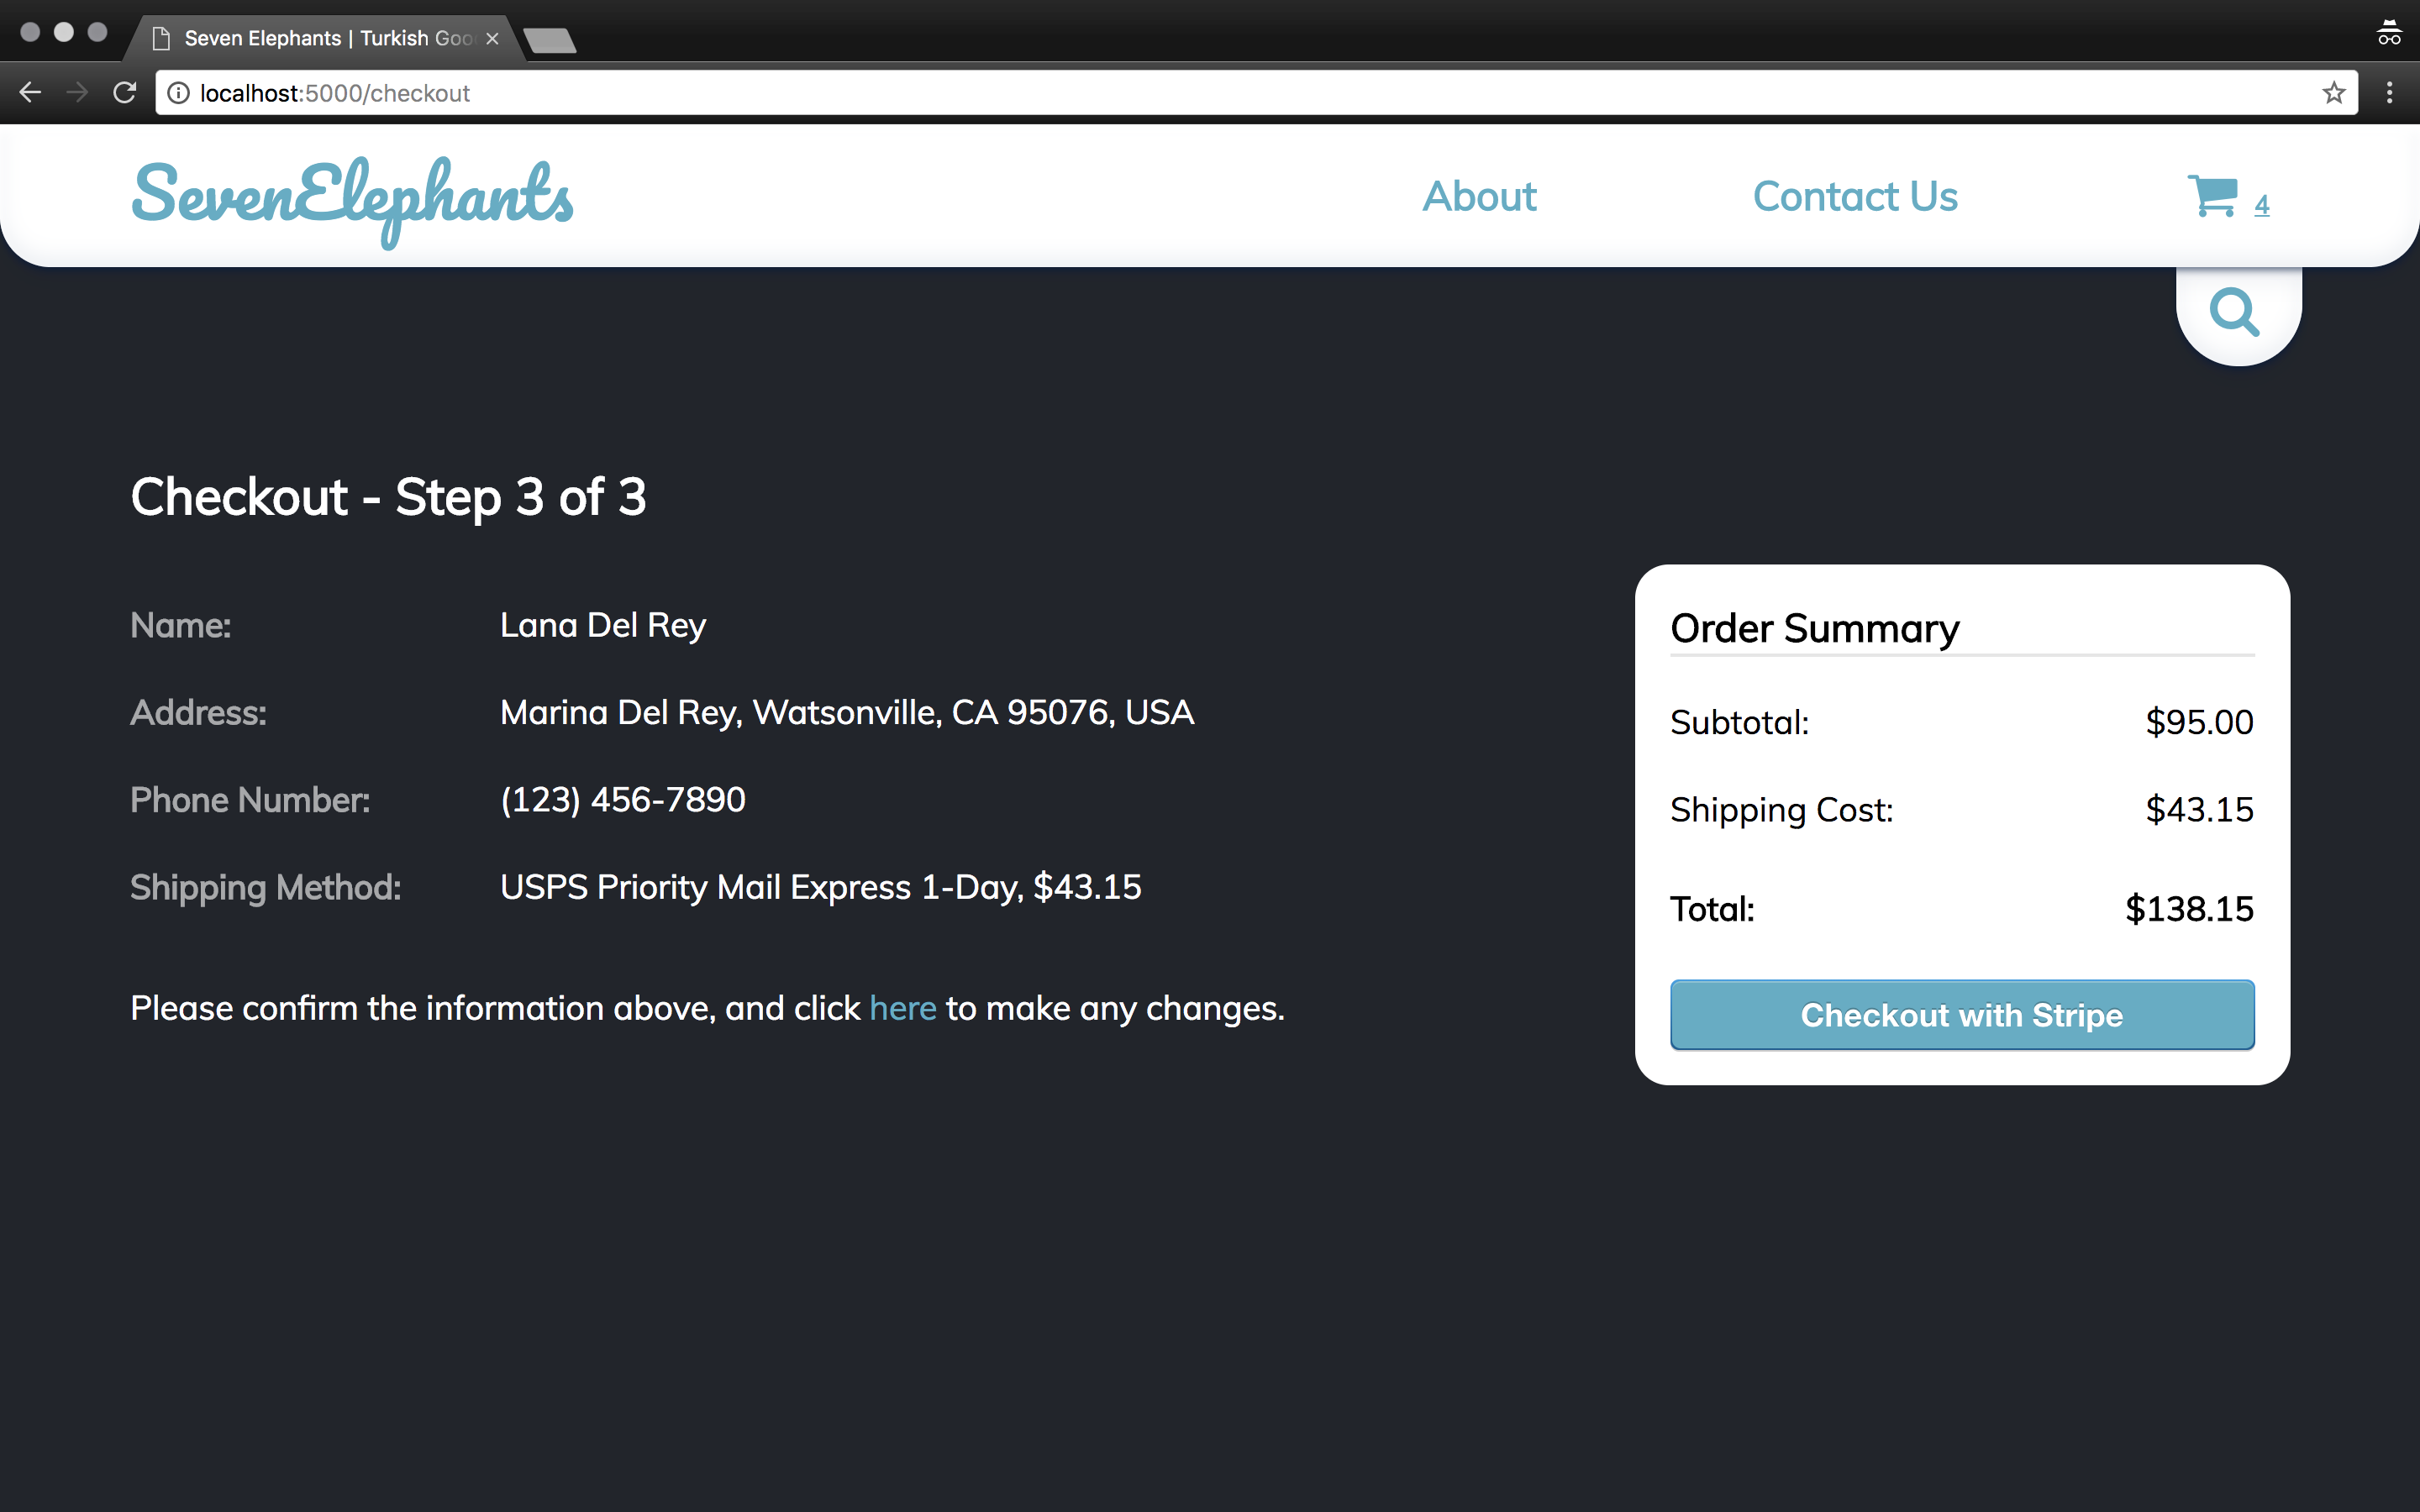 Seven Elephants | Turkish Goo
localhost:5000/checkout
SevenElephants
About
Contact Us
4
Checkout - Step 3 of 3
Name: Lana Del Rey
Address: Marina Del Rey, Watsonville, CA 95076, USA
Phone Number: (123) 456-7890
Shipping Method: USPS Priority Mail Express 1-Day, $43.15
Please confirm the information above, and click here to make any changes.
Order Summary
Subtotal: $95.00
Shipping Cost: $43.15
Total: $138.15
Checkout with Stripe